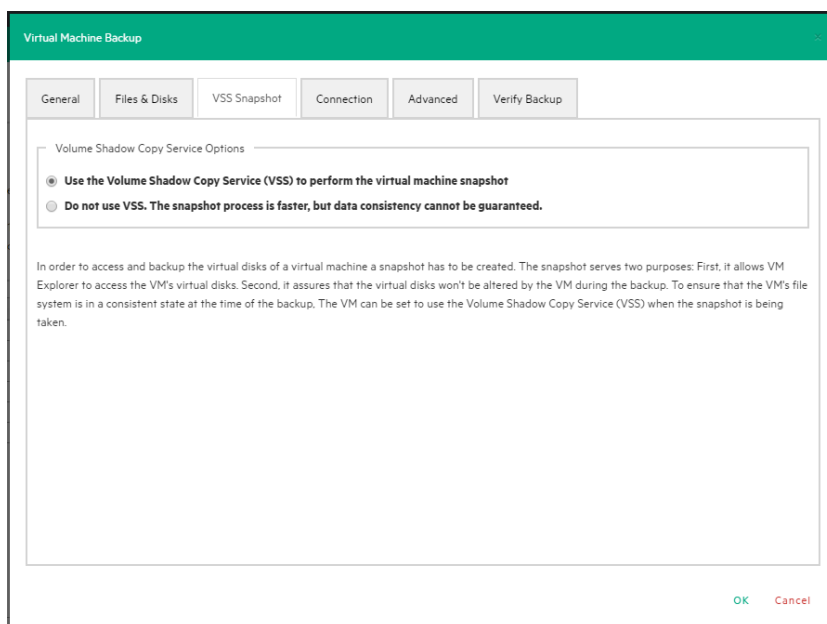 Virtual Machine Backup
General
Files & Disks
VSS Snapshot
Connection
Advanced
Verify Backup
Volume Shadow Copy Service Options
Use the Volume Shadow Copy Service (VSS) to perform the virtual machine snapshot
Do not use VSS. The snapshot process is faster, but data consistency cannot be guaranteed.
In order to access and backup the virtual disks of a virtual machine a snapshot has to be created. The snapshot serves two purposes: First, it allows VM
Explorer to access the VM's virtual disks. Second, it assures that the virtual disks won't be altered by the VM during the backup. To ensure that the VM's file
system is in a consistent state at the time of the backup, The VM can be set to use the Volume Shadow Copy Service (VSS) when the snapshot is being
taken.
OK
Cancel